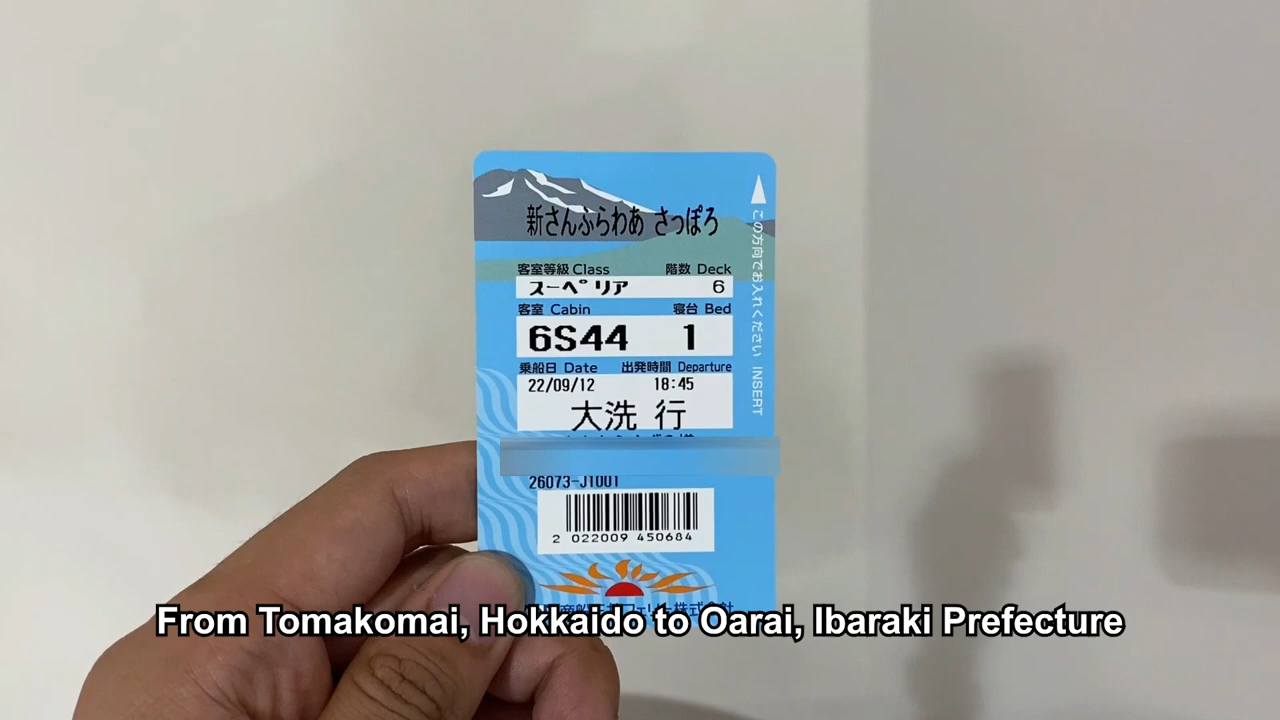 新さんふらわあ さっぽろ
客室等級 Class 階数 Deck
スーペリア 6
客室 Cabin 寝台 Bed
6S44 1
乗船日 Date 出発時間 Departure
22/09/12 18:45
大洗 行
26073-J1001
2 022009 450684
この方向でお入れください INSERT
From Tomakomai, Hokkaido to Oarai, Ibaraki Prefecture